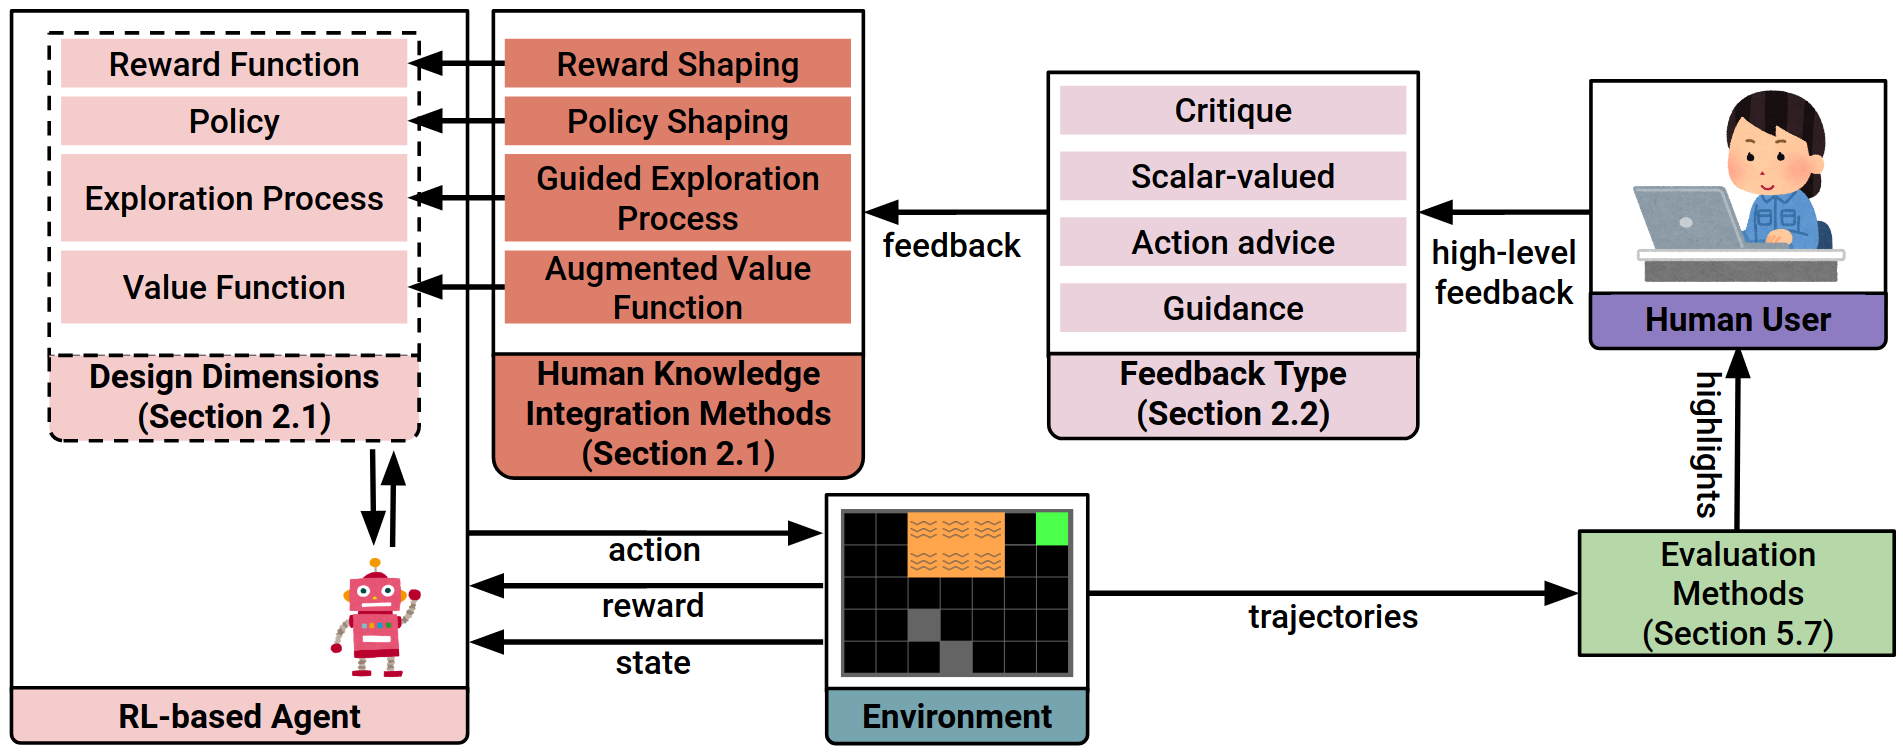 Reward Function
Policy
Exploration Process
Value Function
Design Dimensions
(Section 2.1)
RL-based Agent
Reward Shaping
Policy Shaping
Guided Exploration
Process
Augmented Value
Function
Human Knowledge
Integration Methods
(Section 2.1)
feedback
Critique
Scalar-valued
Action advice
Guidance
Feedback Type
(Section 2.2)
high-level
feedback
Human User
highlights
action
reward
state
Environment
trajectories
Evaluation
Methods
(Section 5.7)